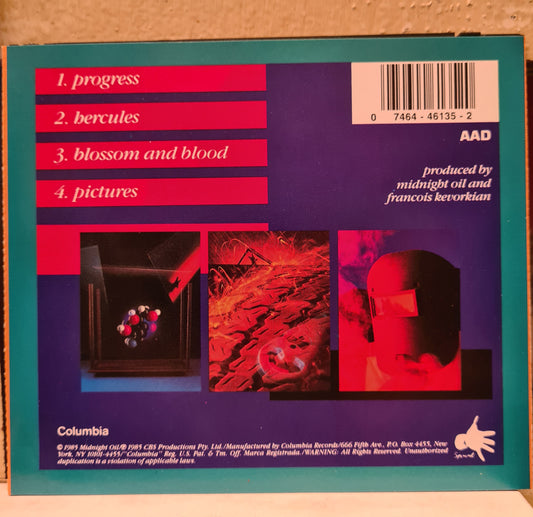 1. progress
2. hercules
3. blossom and blood
4. pictures
0 7464-46135-2
AAD
produced by
midnight oil and
francois kevorkian
Columbia
© 1985 Midnight Oil/℗ 1985 CBS Productions Pty. Ltd./Manufactured by Columbia Records/666 Fifth Ave., P.O. Box 4455, New
York, NY 10101-4455/"Columbia" Reg. U.S. Pat. & Tm. Off. Marca Registrada./WARNING: All Rights Reserved. Unauthorized
duplication is a violation of applicable laws.
Sprint